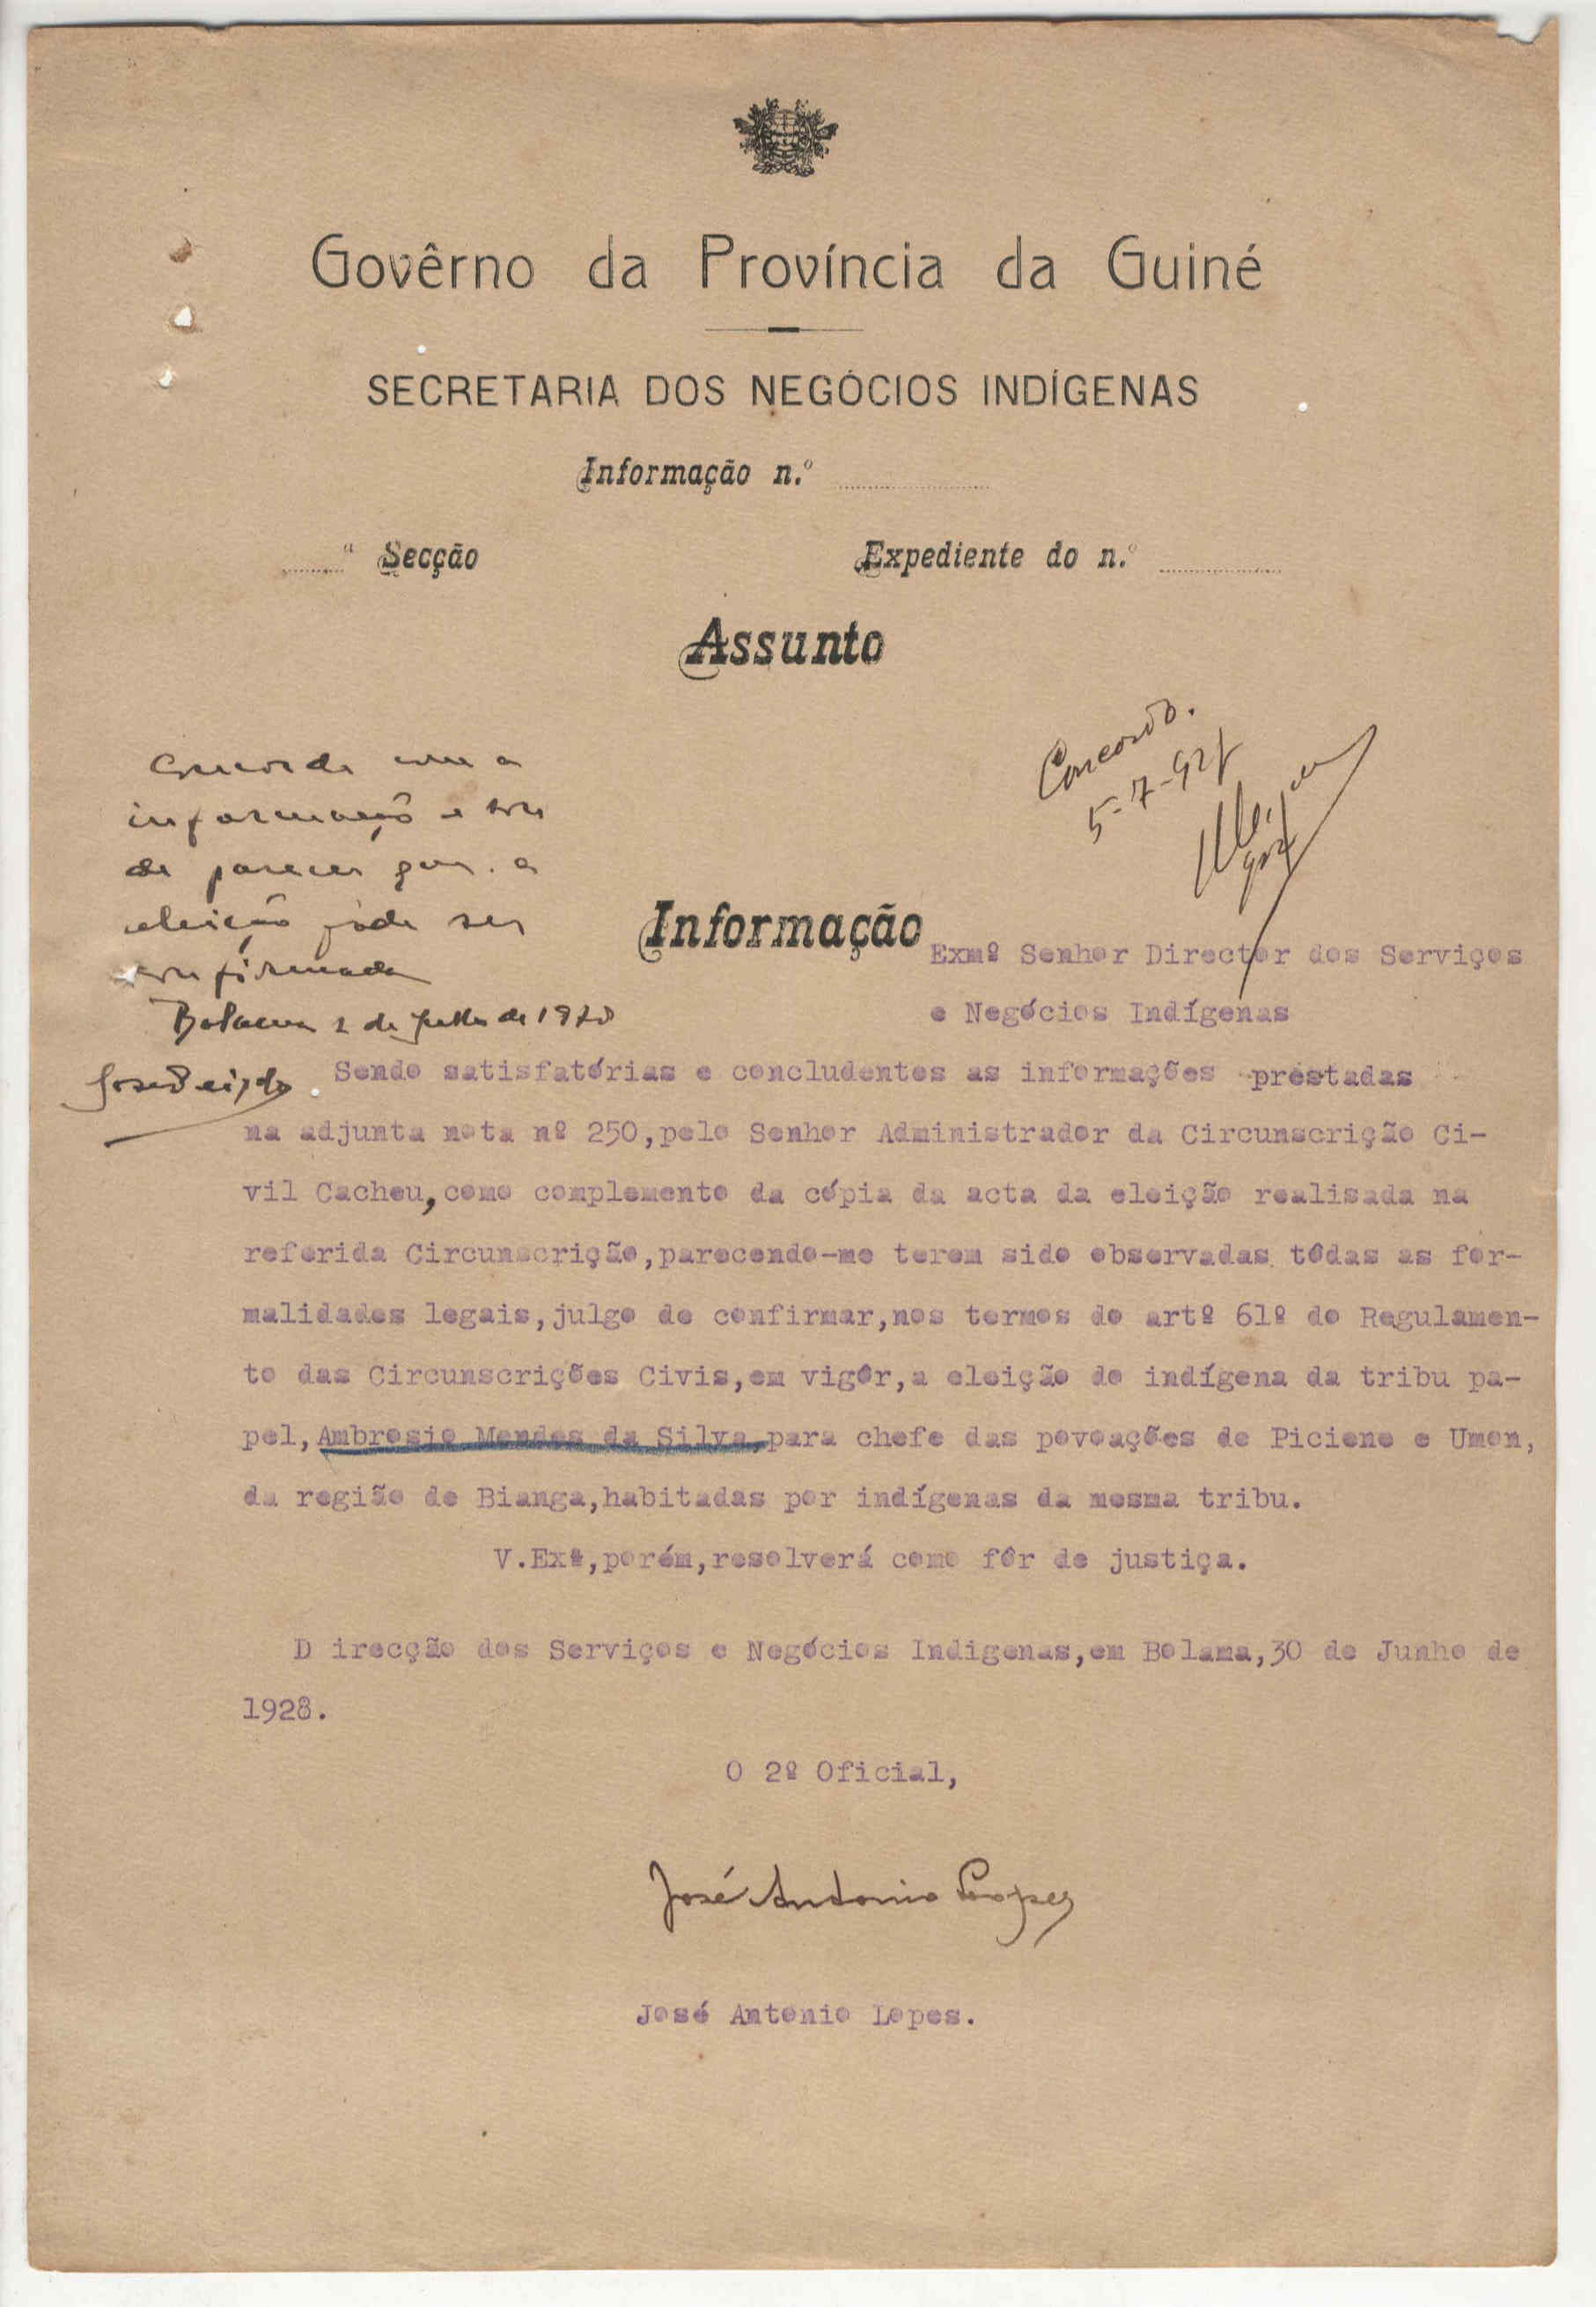 Govêrno da Província da Guiné
SECRETARIA DOS NEGÓCIOS INDÍGENAS
Informação n.º
ª Secção
Expediente do n.º
Assunto
Concordo.
5-7-928
Concordo com a
informação e sou
de parecer que a
eleição póde ser
confirmada
Bolama 2 de Julho de 1928
José Peixoto
Informação
Exmº Senhor Director dos Serviços
e Negócios Indígenas
Sendo satisfatórias e concludentes as informações prestadas
na adjunta nota nº 250,pelo Senhor Administrador da Circunscrição Ci-
vil Cacheu,como complemento da cópia da acta da eleição realisada na
referida Circunscrição,parecendo-me terem sido observadas tôdas as for-
malidades legais,julgo de confirmar,nos termos do artº 61º do Regulamen-
to das Circunscrições Civis,em vigôr,a eleição do indígena da tribu pa-
pel,Ambrosio Mendes da Silva,para chefe das povoações de Piciene e Umon,
da região de Bianga,habitadas por indígenas da mesma tribu.
V.Exª,porém,resolverá como fôr de justiça.
D irecção dos Serviços e Negócios Indigenas,em Bolama,30 de Junho de
1928.
O 2º Oficial,
José Antonio Lopes
José Antonio Lopes.